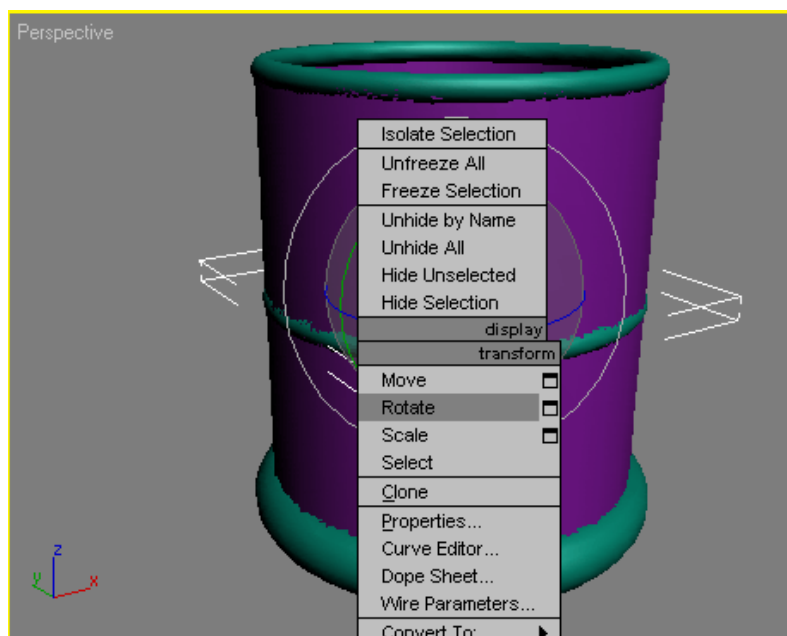 Perspective
Isolate Selection
Unfreeze All
Freeze Selection
Unhide by Name
Unhide All
Hide Unselected
Hide Selection
display
transform
Move
Rotate
Scale
Select
Clone
Properties...
Curve Editor...
Dope Sheet...
Wire Parameters...
Convert To:
z
y
x